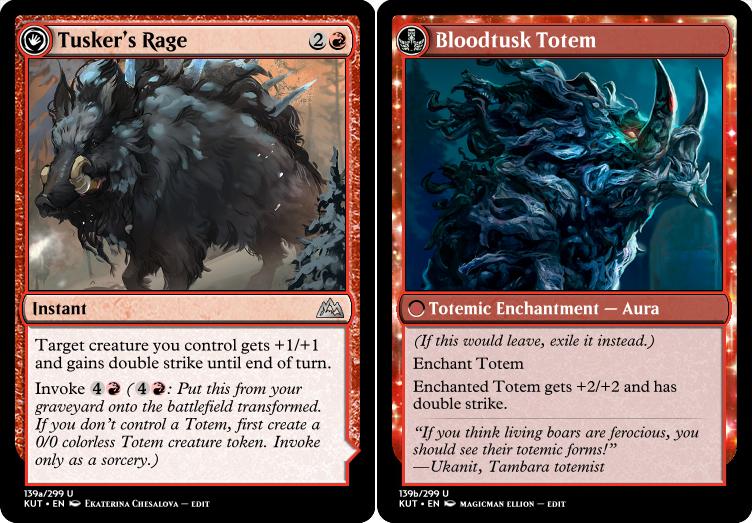 Tusker's Rage 2
Instant
Target creature you control gets +1/+1
and gains double strike until end of turn.
Invoke 4 (4: Put this from your
graveyard onto the battlefield transformed.
If you don't control a Totem, first create a
0/0 colorless Totem creature token. Invoke
only as a sorcery.)
139a/299 U
KUT • EN EKATERINA CHESALOVA — EDIT
Bloodtusk Totem
Totemic Enchantment — Aura
(If this would leave, exile it instead.)
Enchant Totem
Enchanted Totem gets +2/+2 and has
double strike.
“If you think living boars are ferocious, you
should see their totemic forms!”
—Ukanit, Tambara totemist
139b/299 U
KUT • EN MAGICMAN ELLION — EDIT